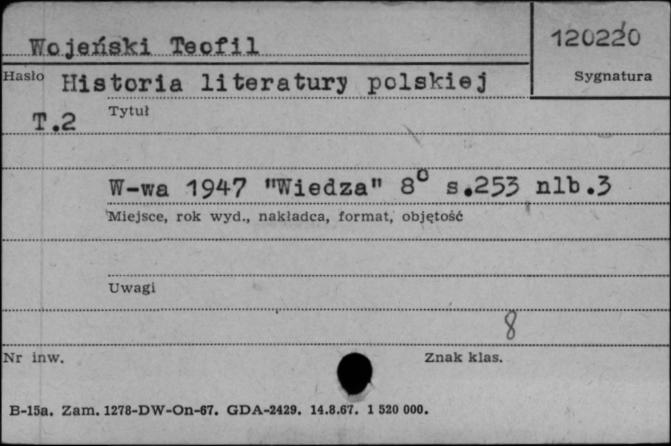 Wojeński Teofil
120220
Hasło
Sygnatura
Historia literatury polskiej
Tytuł
T.2
W-wa 1947 "Wiedza" 8° s.253 nlb.3
Miejsce, rok wyd., nakładca, format, objętość
Uwagi
8
Nr inw.
Znak klas.
B-15a. Zam. 1278-DW-On-67. GDA-2429. 14.8.67. 1 520 000.